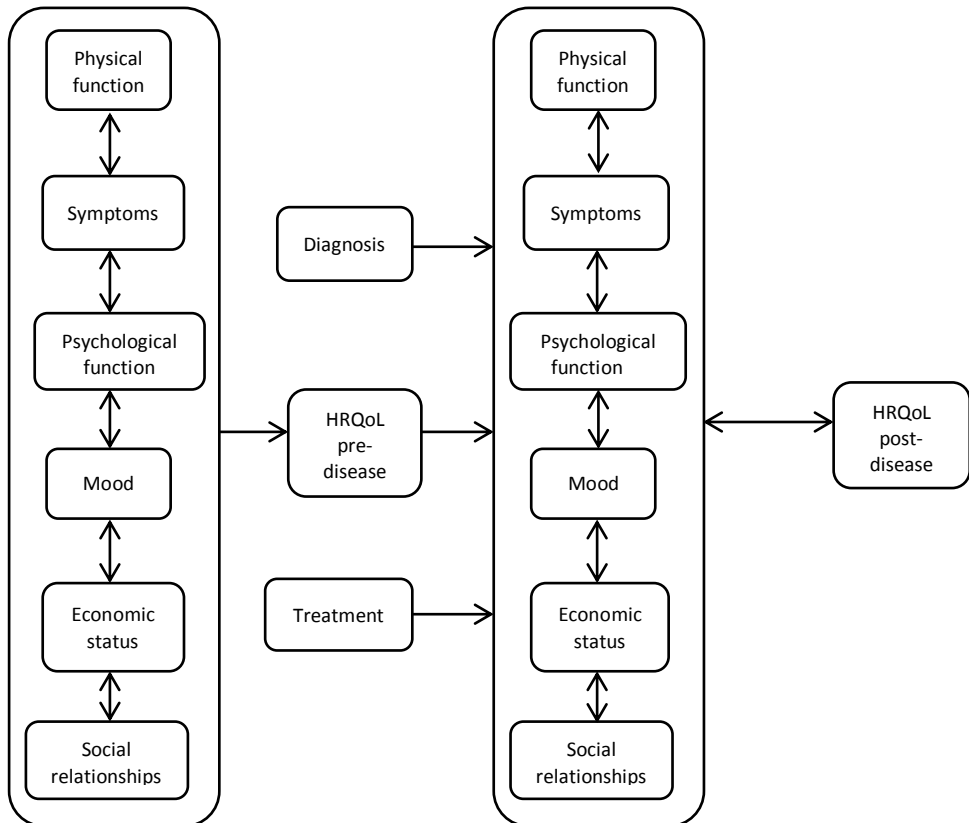 Physical
function
Symptoms
Psychological
function
Mood
Economic
status
Social
relationships
Diagnosis
HRQoL
pre-
disease
Treatment
Physical
function
Symptoms
Psychological
function
Mood
Economic
status
Social
relationships
HRQoL
post-
disease